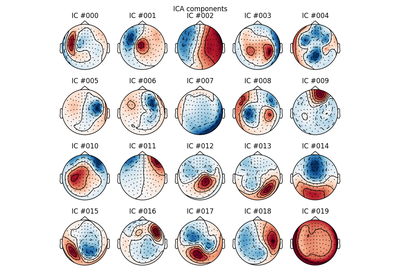 ICA components
IC #000 IC #001 IC #002 IC #003 IC #004
IC #005 IC #006 IC #007 IC #008 IC #009
IC #010 IC #011 IC #012 IC #013 IC #014
IC #015 IC #016 IC #017 IC #018 IC #019